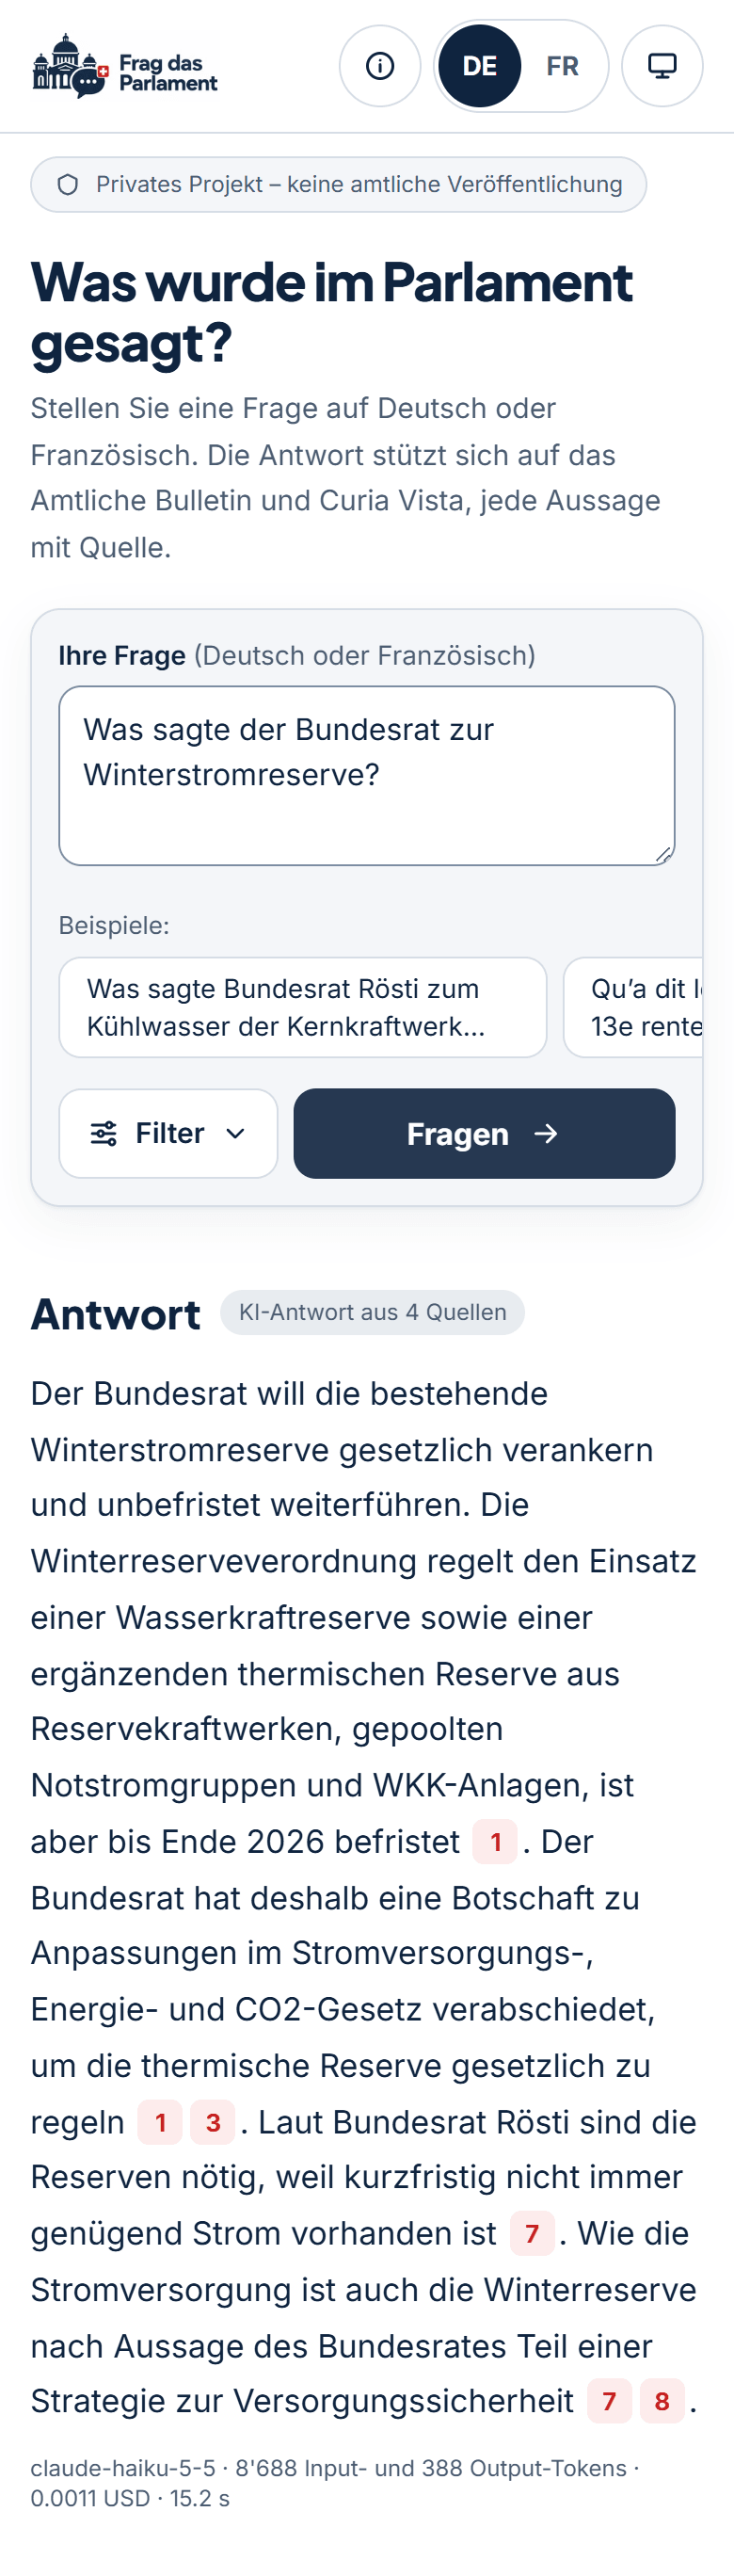 Frag das
Parlament
DE FR
Privates Projekt – keine amtliche Veröffentlichung
Was wurde im Parlament
gesagt?
Stellen Sie eine Frage auf Deutsch oder
Französisch. Die Antwort stützt sich auf das
Amtliche Bulletin und Curia Vista, jede Aussage
mit Quelle.
Ihre Frage (Deutsch oder Französisch)
Was sagte der Bundesrat zur
Winterstromreserve?
Beispiele:
Was sagte Bundesrat Rösti zum
Kühlwasser der Kernkraftwerk...
Qu’a dit
13e rente
Filter
Fragen →
Antwort
KI-Antwort aus 4 Quellen
Der Bundesrat will die bestehende
Winterstromreserve gesetzlich verankern
und unbefristet weiterführen. Die
Winterreserveverordnung regelt den Einsatz
einer Wasserkraftreserve sowie einer
ergänzenden thermischen Reserve aus
Reservekraftwerken, gepoolten
Notstromgruppen und WKK-Anlagen, ist
aber bis Ende 2026 befristet 1. Der
Bundesrat hat deshalb eine Botschaft zu
Anpassungen im Stromversorgungs-,
Energie- und CO2-Gesetz verabschiedet,
um die thermische Reserve gesetzlich zu
regeln 1 3. Laut Bundesrat Rösti sind die
Reserven nötig, weil kurzfristig nicht immer
genügend Strom vorhanden ist 7. Wie die
Stromversorgung ist auch die Winterreserve
nach Aussage des Bundesrates Teil einer
Strategie zur Versorgungssicherheit 7 8.
claude-haiku-5-5 · 8'688 Input- und 388 Output-Tokens ·
0.0011 USD · 15.2 s